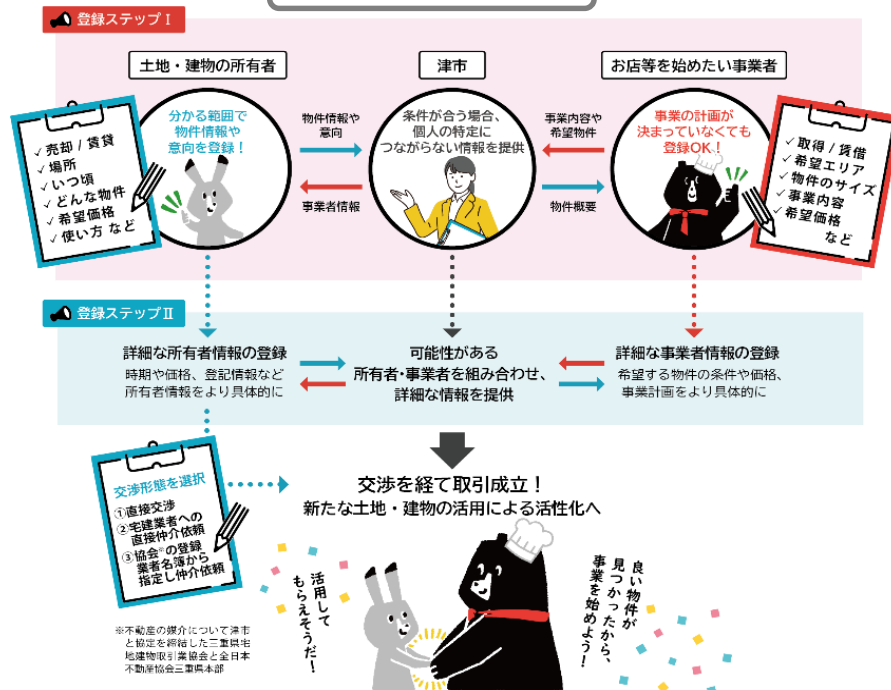 登録ステップⅠ
土地・建物の所有者
津市
お店等を始めたい事業者
✓売却/賃貸
✓場所
✓いつ頃
✓どんな物件
✓希望価格
✓使い方 など
分かる範囲で
物件情報や
意向を登録!
物件情報や
意向
事業者情報
条件が合う場合、
個人の特定に
つながらない情報を提供
事業内容や
希望物件
物件概要
事業の計画が
決まっていなくても
登録OK!
✓取得/賃借
✓希望エリア
✓物件のサイズ
✓事業内容
✓希望価格
など
登録ステップⅡ
詳細な所有者情報の登録
時期や価格、登記情報など
所有者情報をより具体的に
可能性がある
所有者・事業者を組み合わせ、
詳細な情報を提供
詳細な事業者情報の登録
希望する物件の条件や価格、
事業計画をより具体的に
交渉形態を選択
①直接交渉
②宅建業者への
直接仲介依頼
③協会※の登録
業者名簿から
指定し仲介依頼
交渉を経て取引成立!
新たな土地・建物の活用による活性化へ
活用して
もらえそうだ!
良い物件が
見つかったから、
事業を始めよう!
※不動産の媒介について津市
と協定を締結した三重県宅
地建物取引業協会と全日本
不動産協会三重県本部